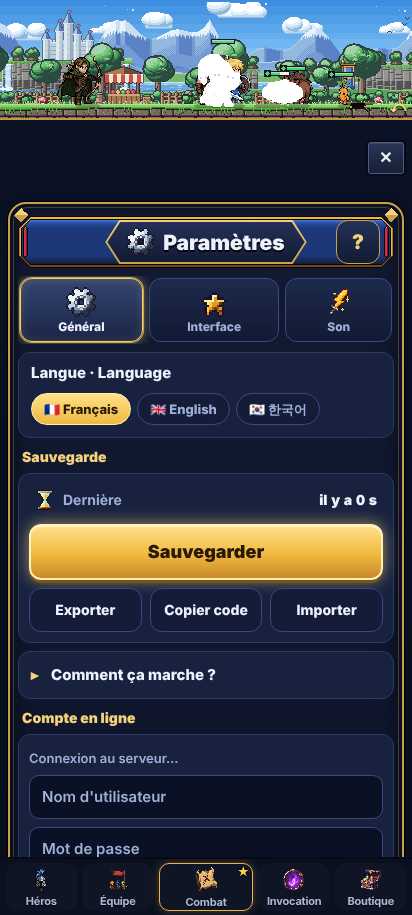 ×
Paramètres
?
Général
Interface
Son
Langue · Language
Français
English
한국어
Sauvegarde
Dernière
il y a 0 s
Sauvegarder
Exporter
Copier code
Importer
Comment ça marche ?
Compte en ligne
Connexion au serveur...
Nom d'utilisateur
Mot de passe
Héros
Équipe
Combat
Invocation
Boutique